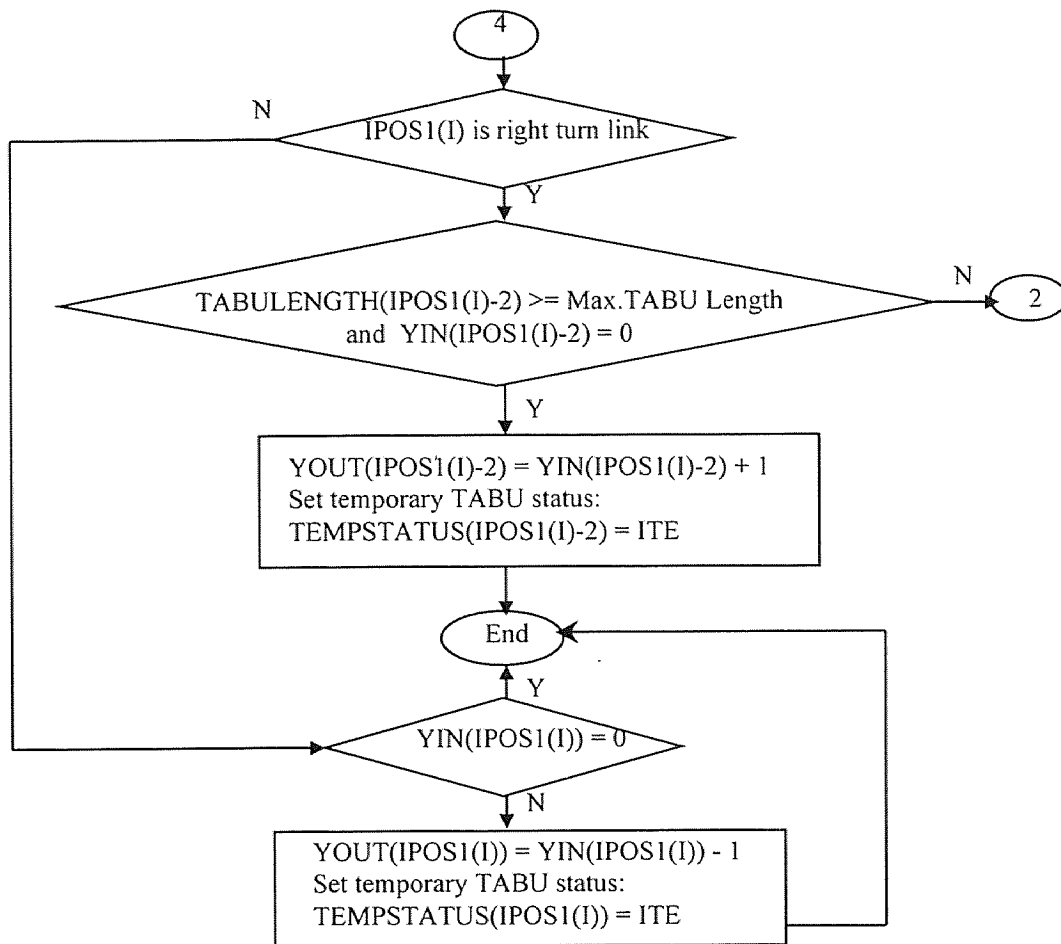 4
N
IPOS1(I) is right turn link
Y
TABULENGTH(IPOS1(I)-2) >= Max.TABU Length
and YIN(IPOS1(I)-2) = 0
N
2
Y
YOUT(IPOS1(I)-2) = YIN(IPOS1(I)-2) + 1
Set temporary TABU status:
TEMPSTATUS(IPOS1(I)-2) = ITE
End
Y
YIN(IPOS1(I)) = 0
N
YOUT(IPOS1(I)) = YIN(IPOS1(I)) - 1
Set temporary TABU status:
TEMPSTATUS(IPOS1(I)) = ITE